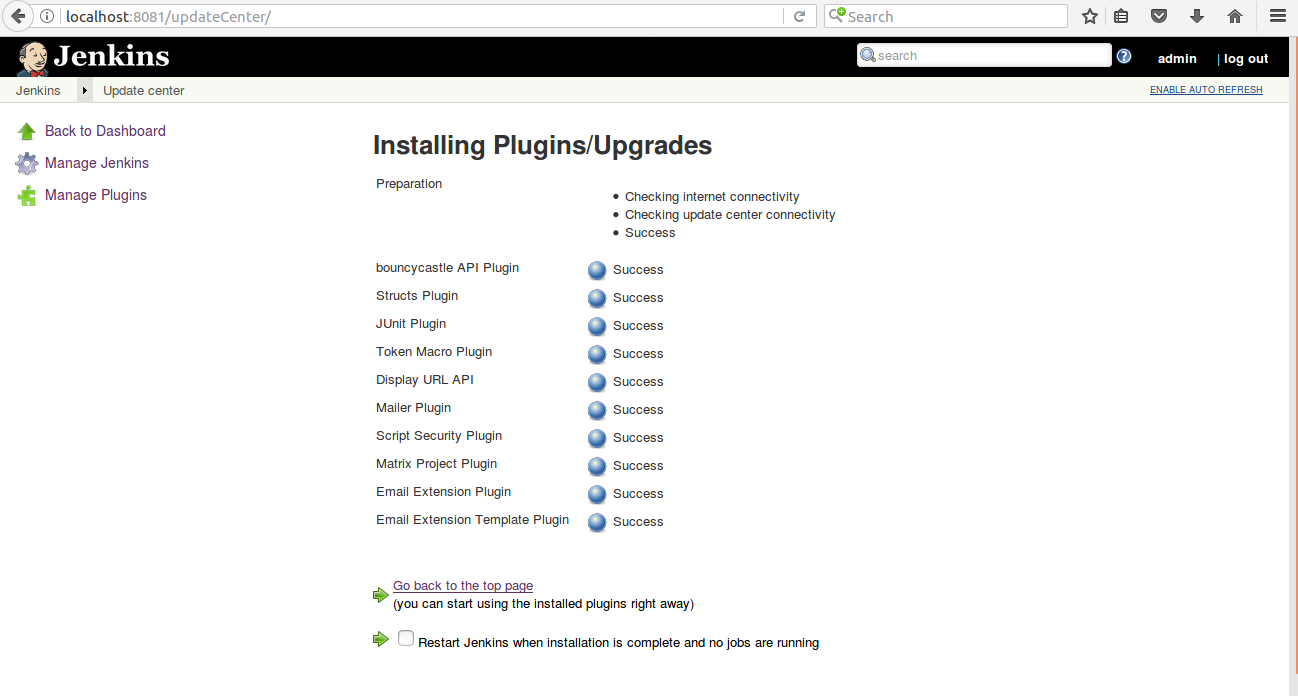 localhost:8081/updateCenter/
Search
Jenkins
search
admin
| log out
Jenkins
Update center
ENABLE AUTO REFRESH
Back to Dashboard
Manage Jenkins
Manage Plugins
Installing Plugins/Upgrades
Preparation
Checking internet connectivity
Checking update center connectivity
Success
bouncycastle API Plugin Success
Structs Plugin Success
JUnit Plugin Success
Token Macro Plugin Success
Display URL API Success
Mailer Plugin Success
Script Security Plugin Success
Matrix Project Plugin Success
Email Extension Plugin Success
Email Extension Template Plugin Success
Go back to the top page
(you can start using the installed plugins right away)
Restart Jenkins when installation is complete and no jobs are running